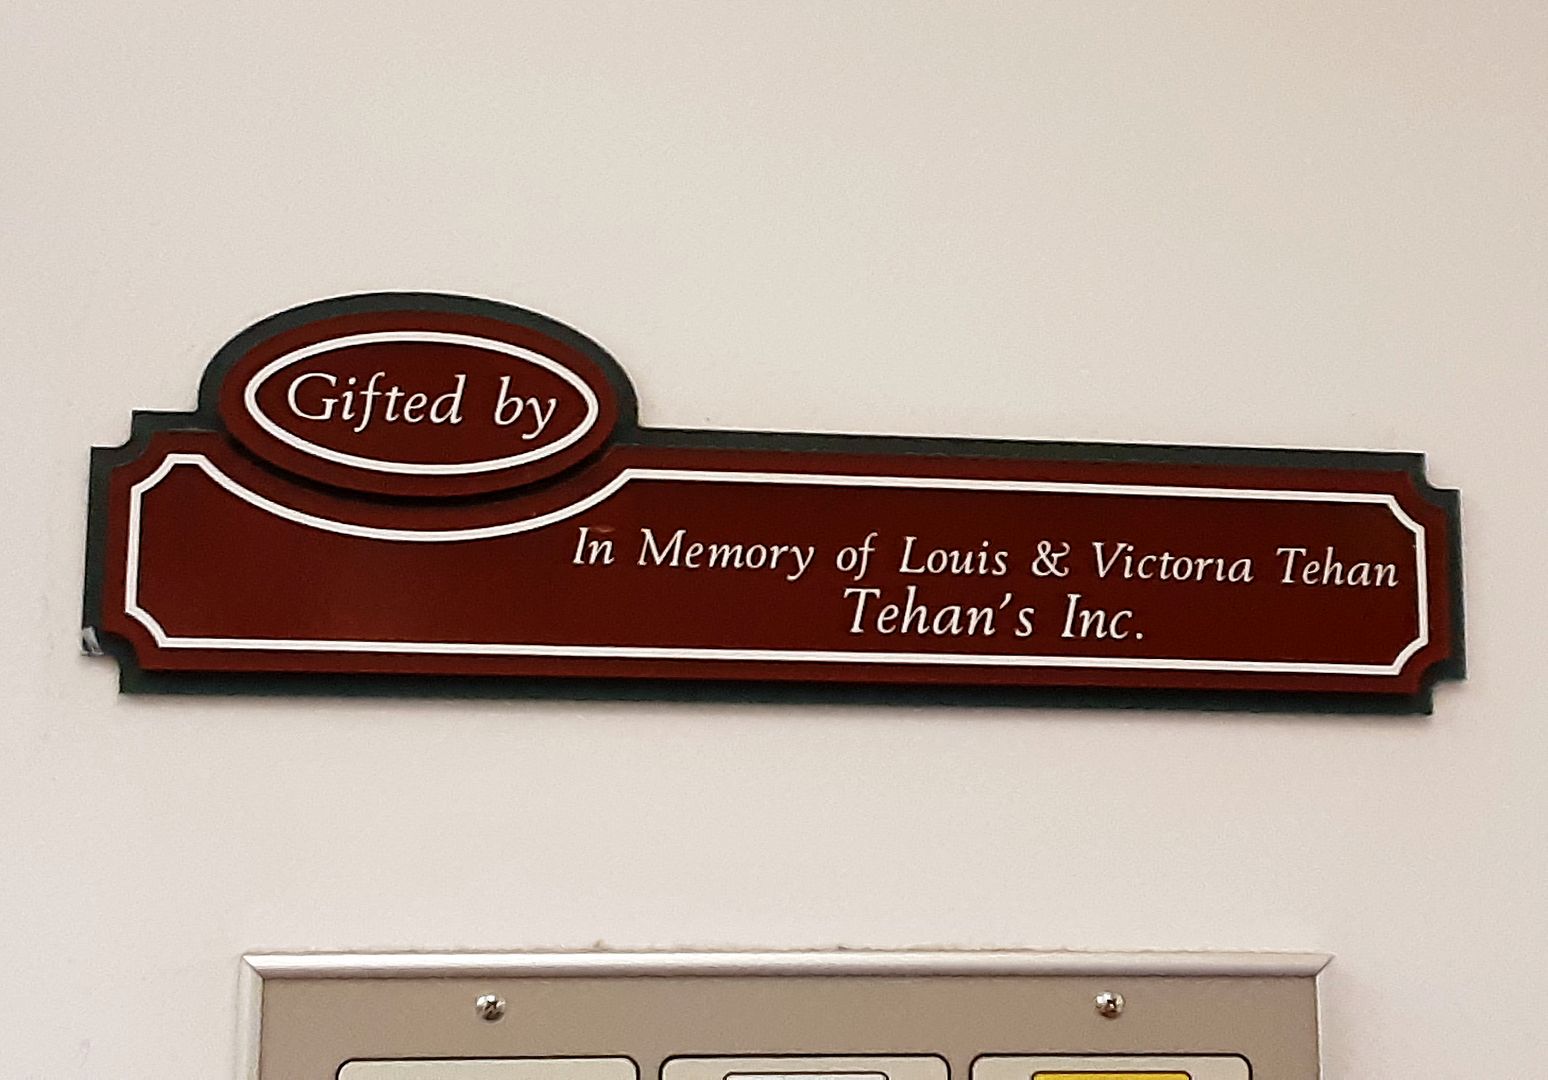 Gifted by
In Memory of Louis & Victoria Tehan
Tehan's Inc.